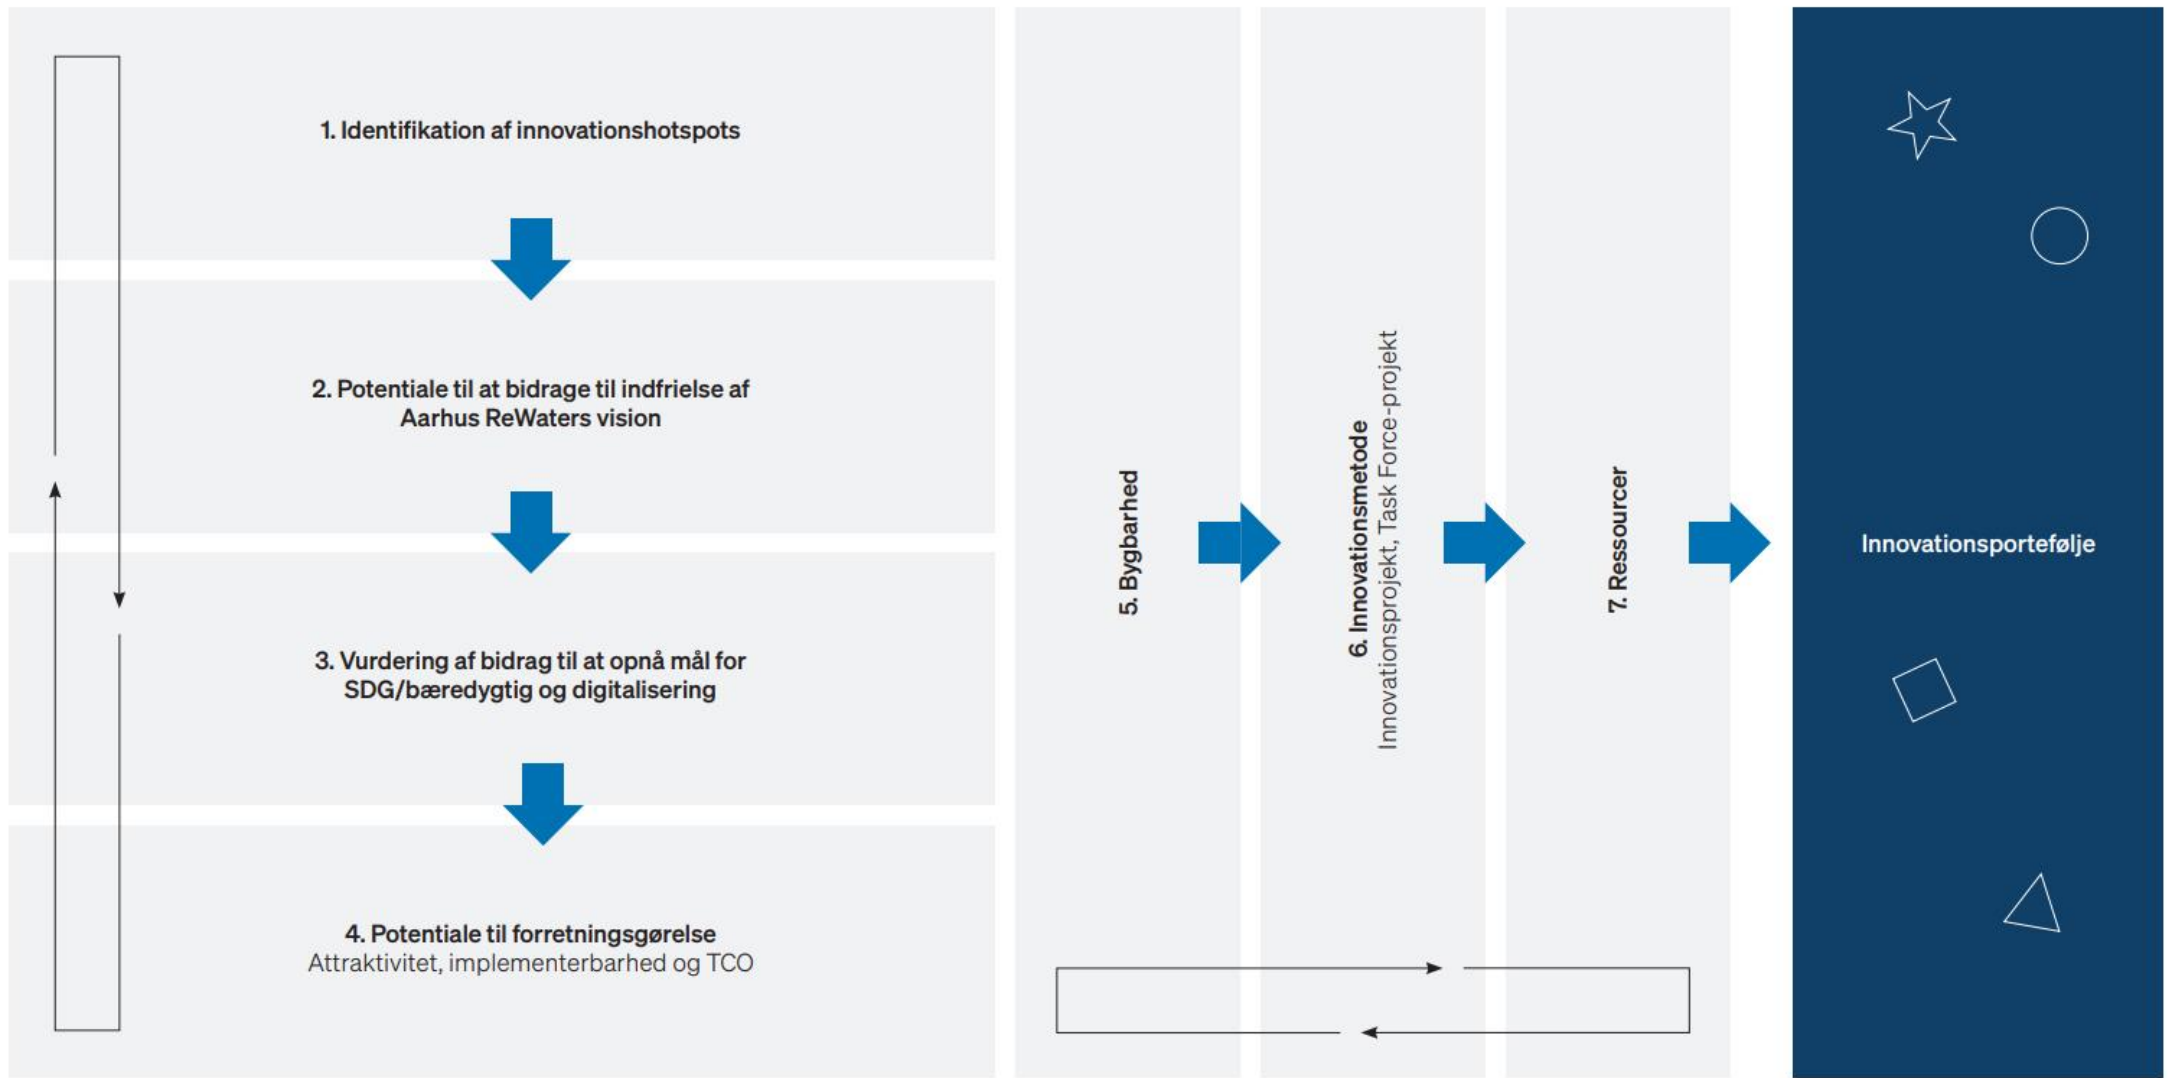 1. Identifikation af innovationshotspots
2. Potentiale til at bidrage til indfrielse af
Aarhus ReWaters vision
3. Vurdering af bidrag til at opnå mål for
SDG/bæredygtig og digitalisering
4. Potentiale til forretningsgørelse
Attraktivitet, implementerbarhed og TCO
5. Bygbarhed
6. Innovationsmetode
Innovationsprojekt, Task Force-projekt
7. Ressourcer
Innovationsportefølje